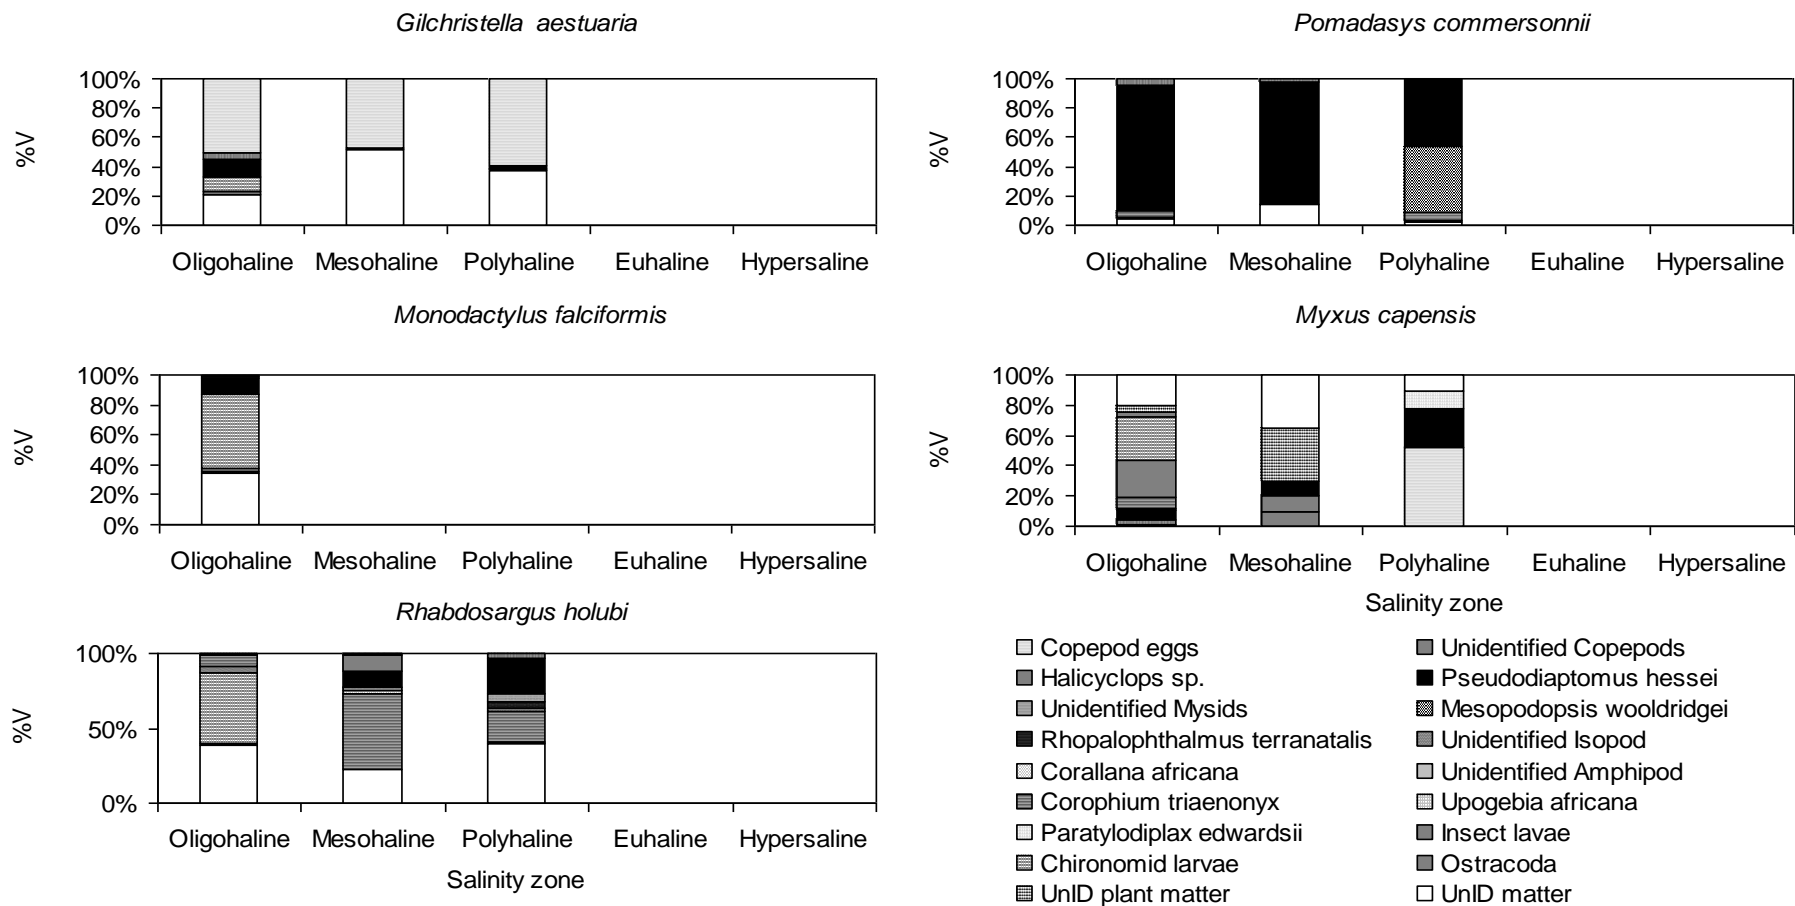 Gilchristella aestuaria
%V
100%
80%
60%
40%
20%
0%
Oligohaline Mesohaline Polyhaline Euhaline Hypersaline
Pomadasys commersonnii
%V
100%
80%
60%
40%
20%
0%
Oligohaline Mesohaline Polyhaline Euhaline Hypersaline
Monodactylus falciformis
%V
100%
80%
60%
40%
20%
0%
Oligohaline Mesohaline Polyhaline Euhaline Hypersaline
Myxus capensis
%V
100%
80%
60%
40%
20%
0%
Oligohaline Mesohaline Polyhaline Euhaline Hypersaline
Salinity zone
Rhabdosargus holubi
%V
100%
50%
0%
Oligohaline Mesohaline Polyhaline Euhaline Hypersaline
Salinity zone
Copepod eggs Unidentified Copepods
Halicyclops sp. Pseudodiaptomus hessei
Unidentified Mysids Mesopodopsis wooldridgei
Rhopalophthalmus terranatalis Unidentified Isopod
Corallana africana Unidentified Amphipod
Corophium triaenonyx Upogebia africana
Paratylodiplax edwardsii Insect lavae
Chironomid larvae Ostracoda
UnID plant matter UnID matter